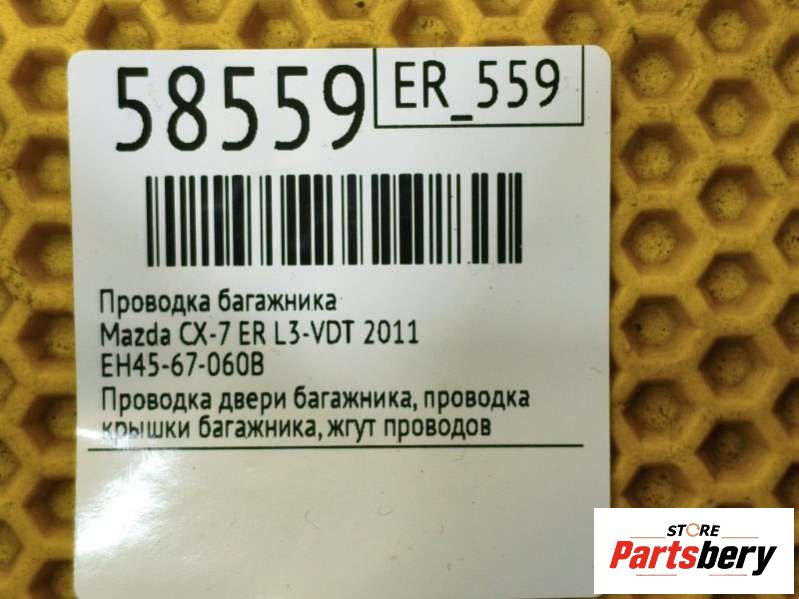 58559
ER_559
Проводка багажника
Mazda CX-7 ER L3-VDT 2011
EH45-67-060B
Проводка двери багажника, проводка
крышки багажника, жгут проводов
STORE
Partsbery